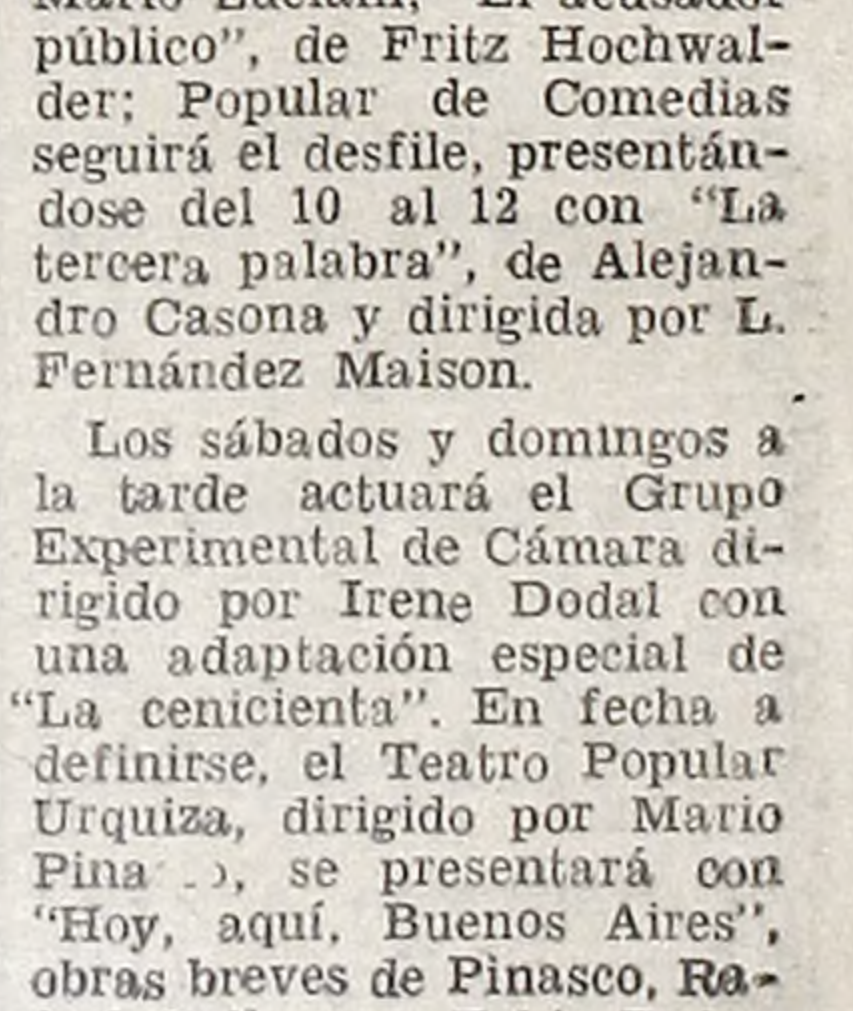 público", de Fritz Hochwal-
der; Popular de Comedias
seguirá el desfile, presentán-
dose del 10 al 12 con "La
tercera palabra", de Alejan-
dro Casona y dirigida por L.
Fernández Maison.
Los sábados y domingos a
la tarde actuará el Grupo
Experimental de Cámara di-
rigido por Irene Dodal con
una adaptación especial de
"La cenicienta". En fecha a
definirse, el Teatro Popular
Urquiza, dirigido por Mario
se presentará con
"Hoy, aquí, Buenos Aires",
obras breves de Pinasco, Ra-